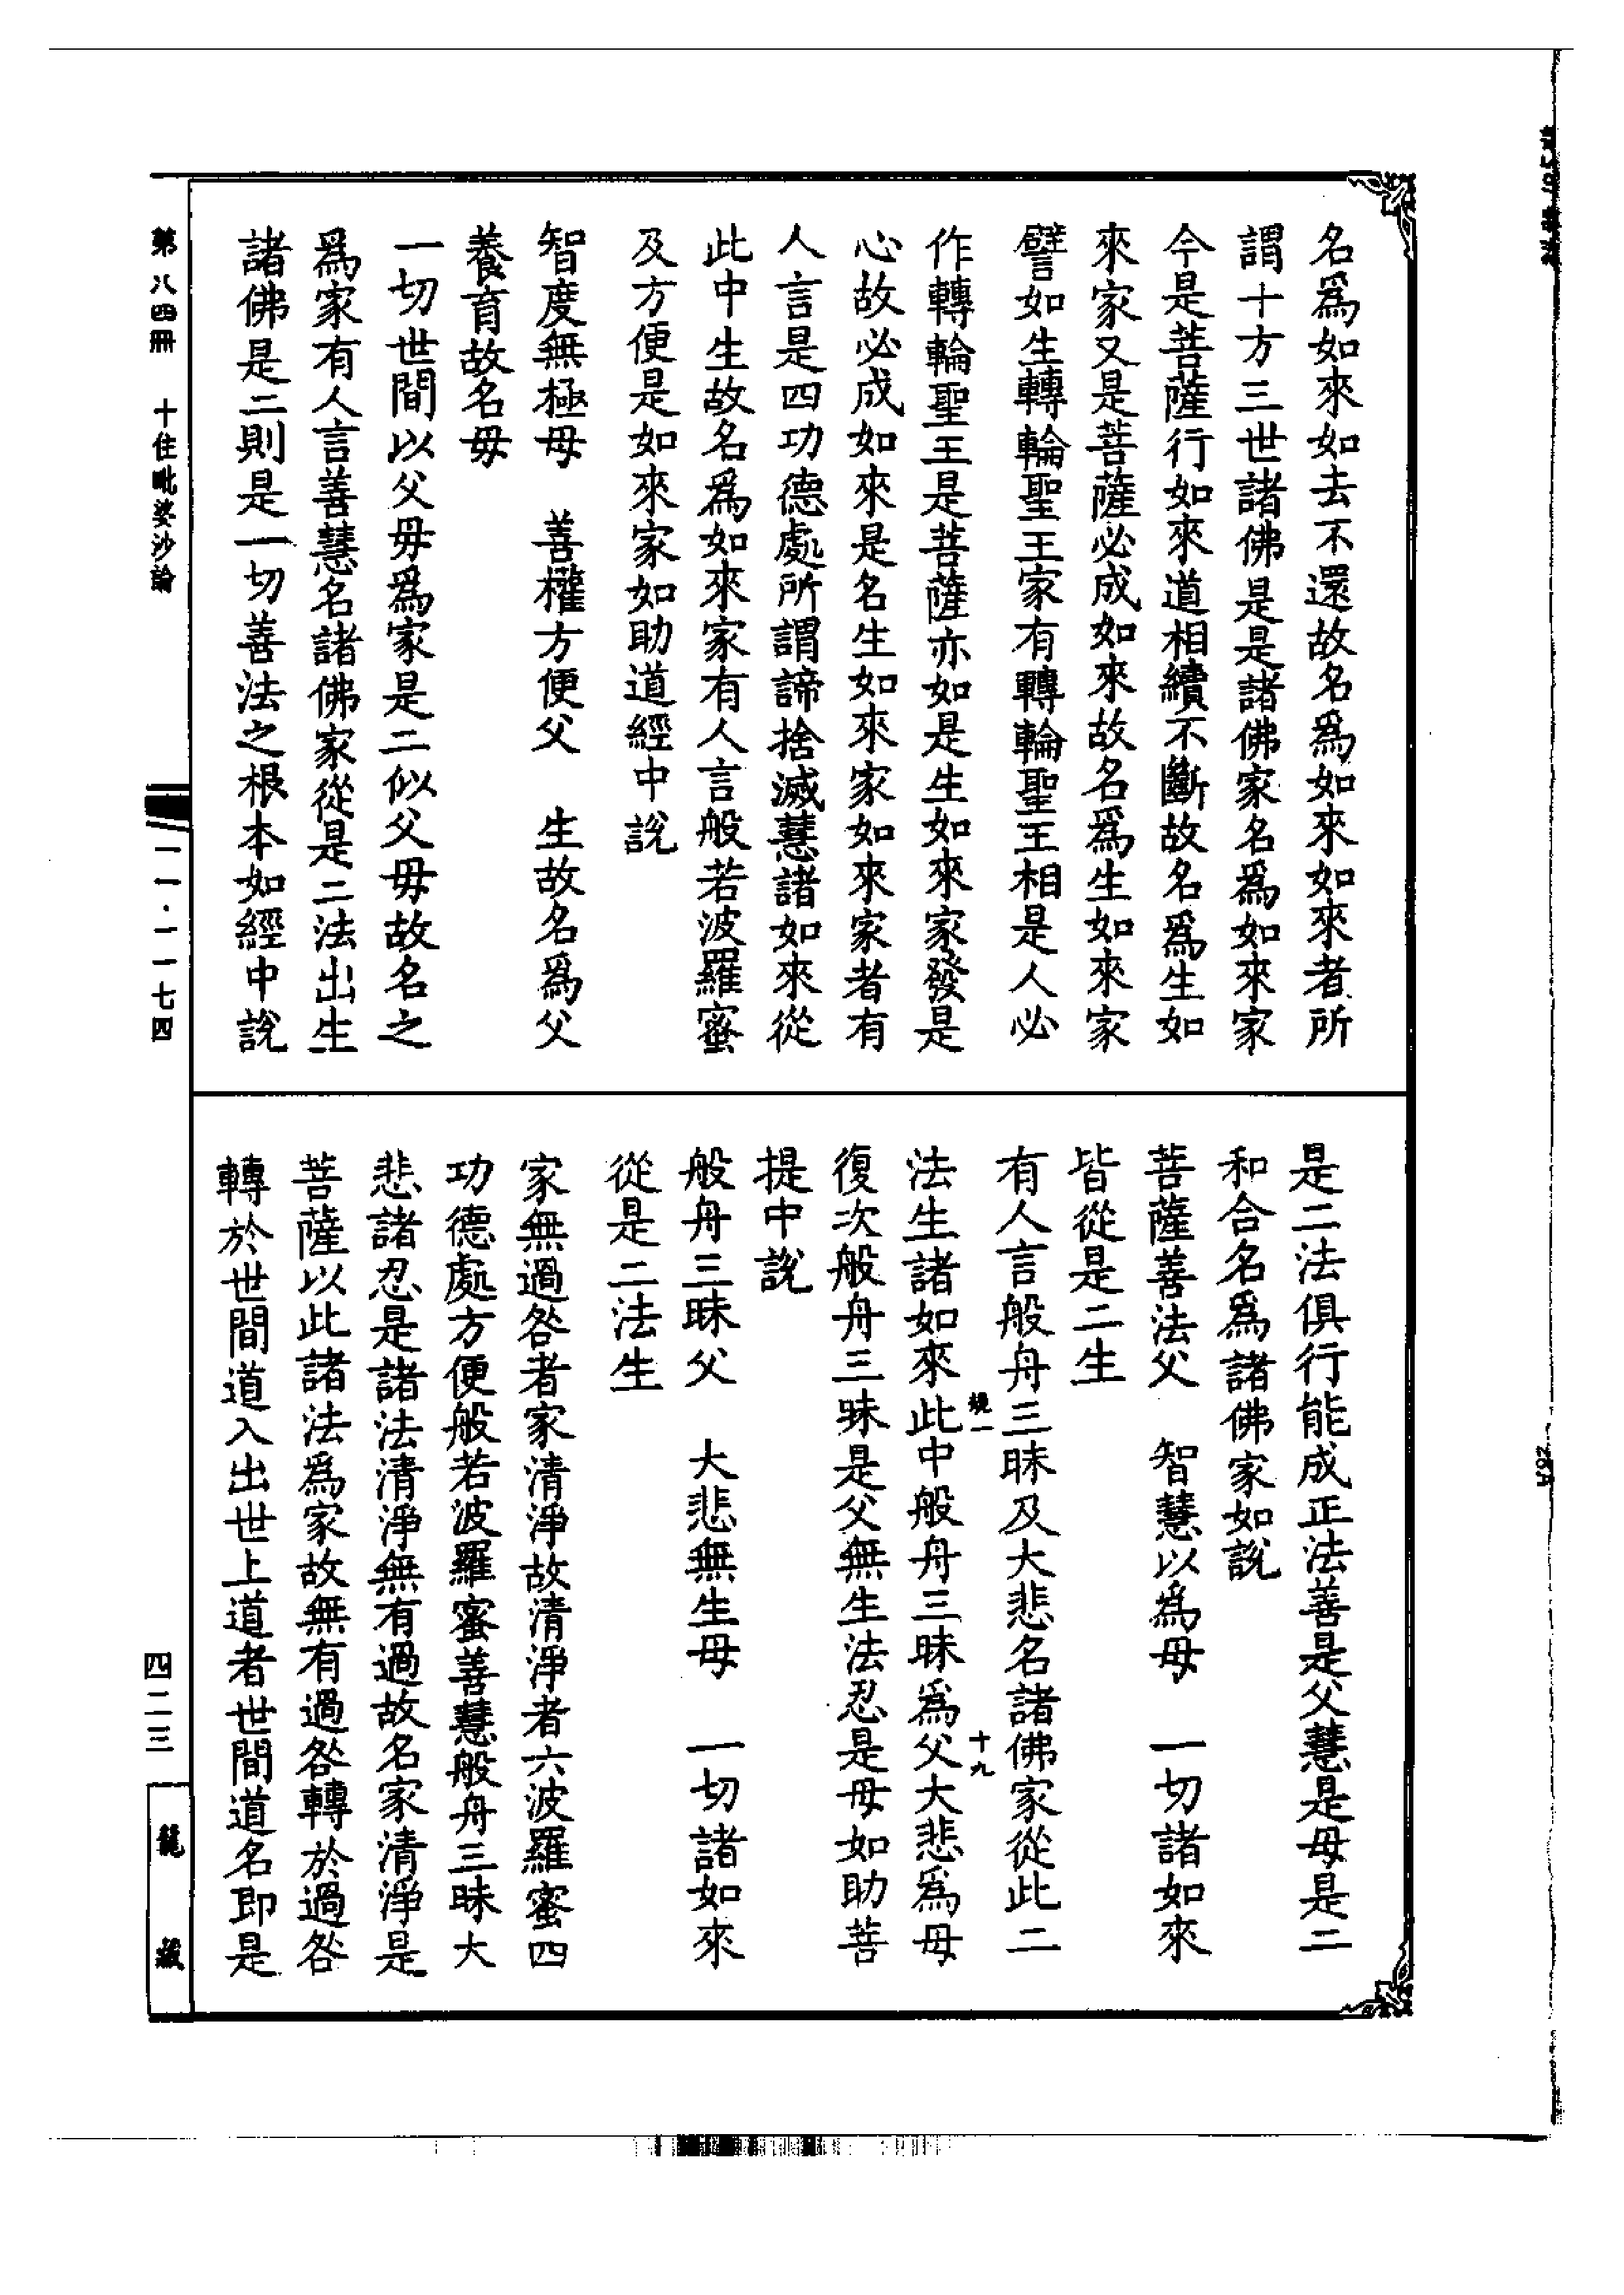 名爲如來如去不還故名爲如來如來者所
謂十方三世諸佛是是諸佛家名爲如來家
今是菩薩行如來道相續不斷故名爲生如
來家又是菩薩必成如來故名爲生如來家
譬如生轉輪聖王家有轉輪聖王相是人必
作轉輪聖王是菩薩亦如是生如來家發是
心故必成如來是名生如來家如來家者有
人言是四功德處所謂諦捨滅慧諸如來從
此中生故名爲如來家有人言般若波羅蜜
及方便是如來家如助道經中說
智度無極母　善權方便父　生故名爲父
養育故名母
一切世間以父母爲家是二似父母故名之
爲家有人言善慧名諸佛家從是二法出生
諸佛是二則是一切善法之根本如經中說
是二法俱行能成正法善是父慧是母是二
和合名爲諸佛家如說
菩薩善法父　智慧以爲母　一切諸如來
皆從是二生
有人言般舟三昧及大悲名諸佛家從此二
法生諸如來此中般舟三昧爲父大悲爲母
復次般舟三昧是父無生法忍是母如助菩
提中說
般舟三昧父　大悲無生母　一切諸如來
從是二法生
家無過咎者家清淨故清淨者六波羅蜜四
功德處方便般若波羅蜜善慧般舟三昧大
悲諸忍是諸法清淨無有過故名家清淨是
菩薩以此諸法爲家故無有過咎轉於過咎
轉於世間道入出世上道者世間道名即是
十九
第八四冊　十住毗婆沙論
一一一·一一七四
四二三
龍藏